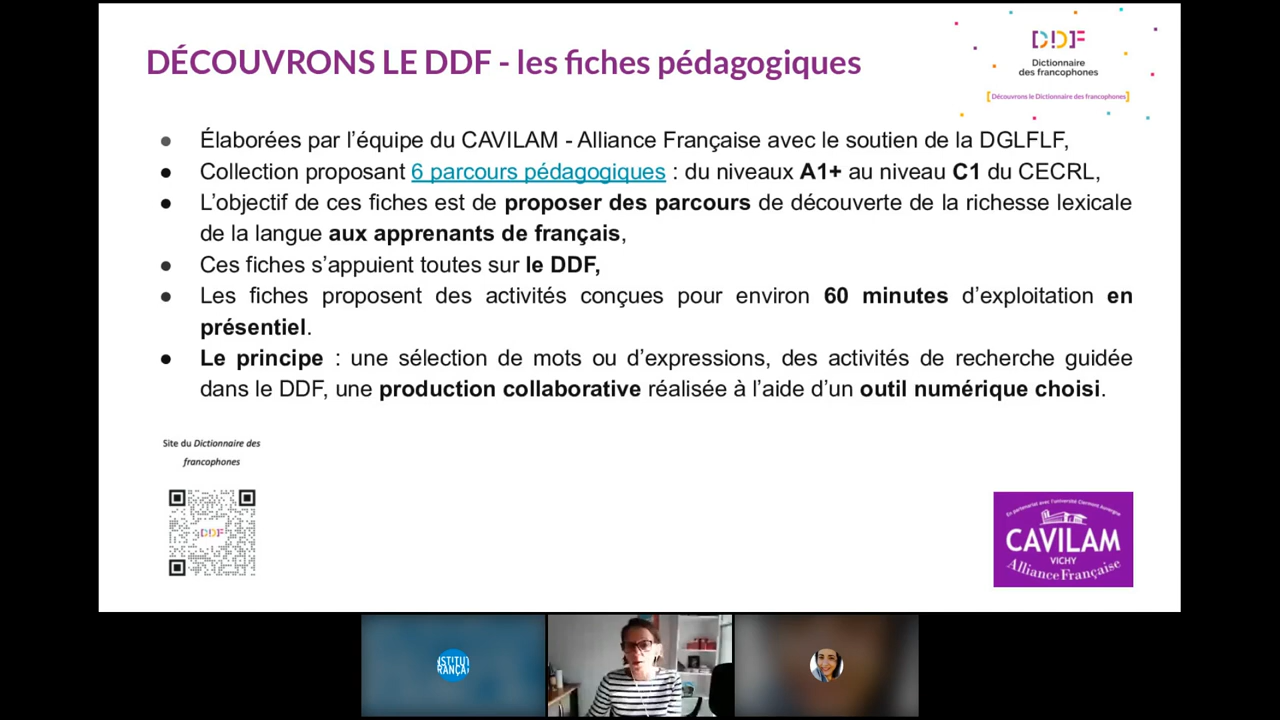 DÉCOUVRONS LE DDF - les fiches pédagogiques
DDF
Dictionnaire
des francophones
[Découvrons le Dictionnaire des francophones]
● Élaborées par l’équipe du CAVILAM - Alliance Française avec le soutien de la DGLFLF,
● Collection proposant 6 parcours pédagogiques : du niveaux A1+ au niveau C1 du CECRL,
● L’objectif de ces fiches est de proposer des parcours de découverte de la richesse lexicale
de la langue aux apprenants de français,
● Ces fiches s’appuient toutes sur le DDF,
● Les fiches proposent des activités conçues pour environ 60 minutes d’exploitation en
présentiel.
● Le principe : une sélection de mots ou d’expressions, des activités de recherche guidée
dans le DDF, une production collaborative réalisée à l’aide d’un outil numérique choisi.
Site du Dictionnaire des
francophones
DDF
En partenariat avec l'université Clermont Auvergne
CAVILAM
VICHY
Alliance Française
INSTITUT
FRANÇAIS